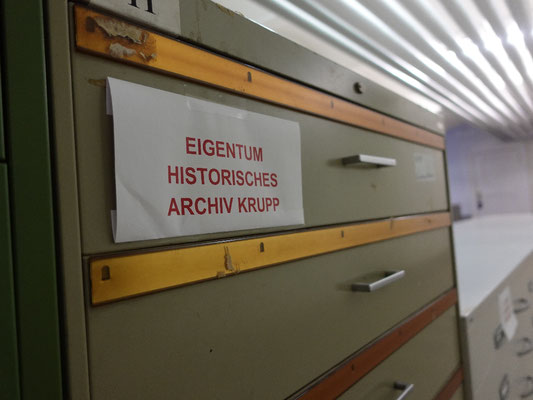 EIGENTUM
HISTORISCHES
ARCHIV KRUPP